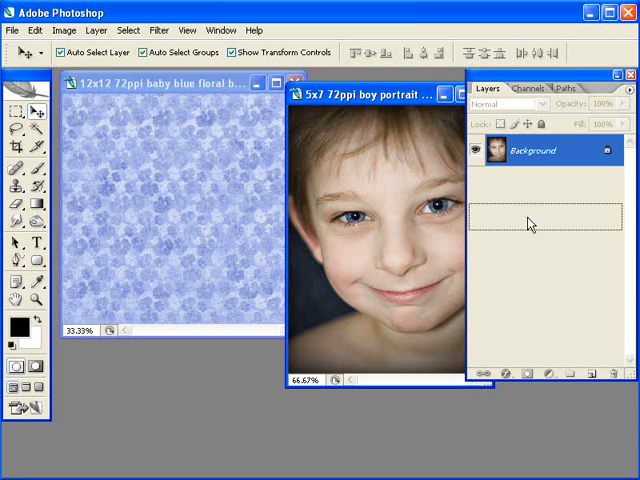 Adobe Photoshop
File Edit Image Layer Select Filter View Window Help
Auto Select Layer Auto Select Groups Show Transform Controls
12x12 72ppi baby blue floral b...
5x7 72ppi boy portrait ...
Layers Channels Paths
Normal Opacity: 100%
Lock: Fill: 100%
Background
T
33.33%
66.67%